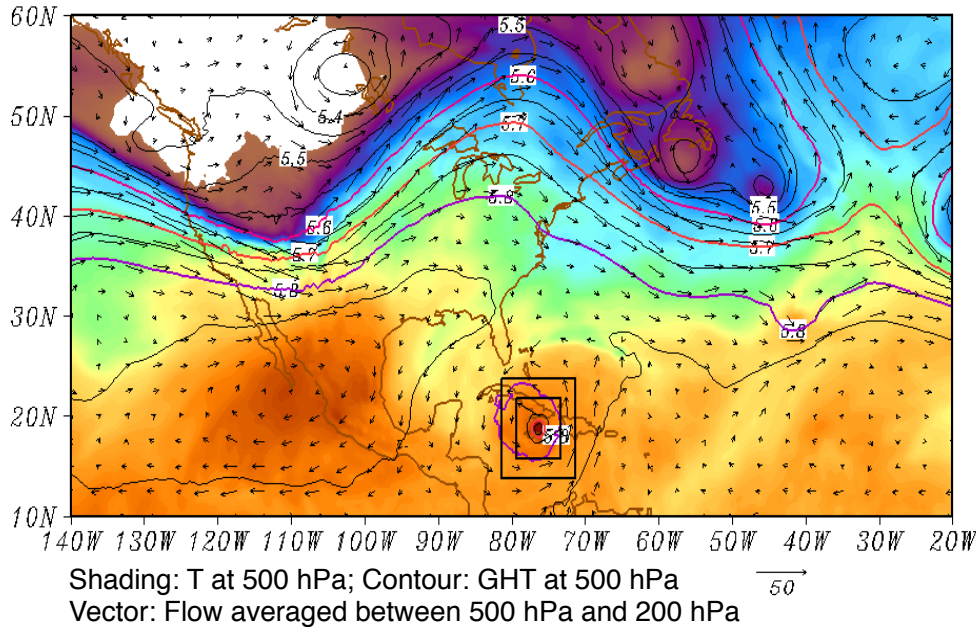 60N
50N
40N
30N
20N
10N
5.5
5.6
5.4
5.7
5.5
5.8
5.6
5.7
5.8
5.5
5.6
5.7
5.8
140W 130W 120W 110W 100W 90W 80W 70W 60W 50W 40W 30W 20W
Shading: T at 500 hPa; Contour: GHT at 500 hPa
50
Vector: Flow averaged between 500 hPa and 200 hPa